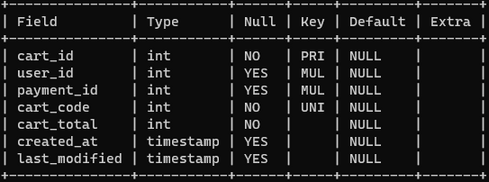 +---------------+-----------+------+-----+---------+-------+
| Field         | Type      | Null | Key | Default | Extra |
+---------------+-----------+------+-----+---------+-------+
| cart_id       | int       | NO   | PRI | NULL    |       |
| user_id       | int       | YES  | MUL | NULL    |       |
| payment_id    | int       | YES  | MUL | NULL    |       |
| cart_code     | int       | NO   | UNI | NULL    |       |
| cart_total    | int       | NO   |     | NULL    |       |
| created_at    | timestamp | YES  |     | NULL    |       |
| last_modified | timestamp | YES  |     | NULL    |       |
+---------------+-----------+------+-----+---------+-------+